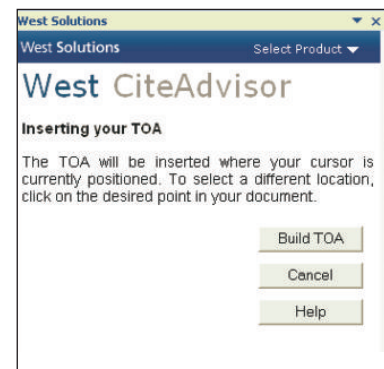 West Solutions
West Solutions Select Product
West CiteAdvisor
Inserting your TOA
The TOA will be inserted where your cursor is
currently positioned. To select a different location,
click on the desired point in your document.
Build TOA
Cancel
Help